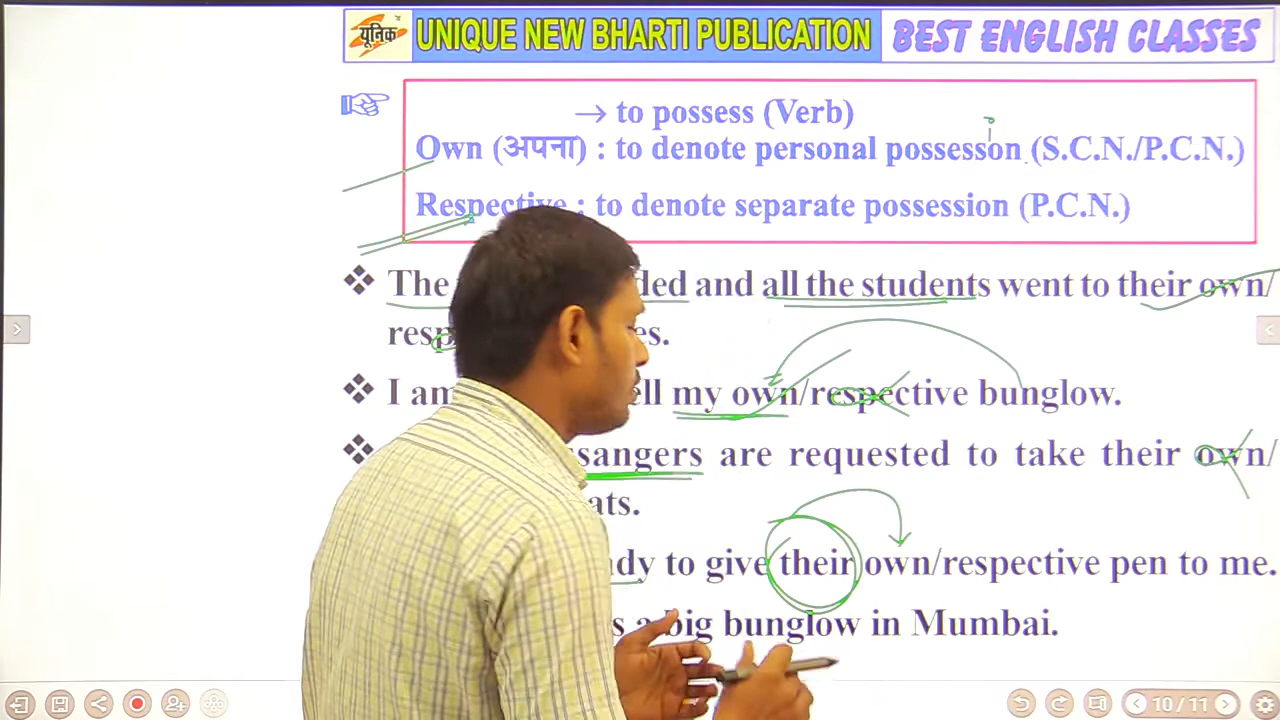 यूनिक UNIQUE NEW BHARTI PUBLICATION BEST ENGLISH CLASSES
→ to possess (Verb)
Own (अपना) : to denote personal possesson (S.C.N./P.C.N.)
Respective : to denote separate possession (P.C.N.)
The ded and all the students went to their own/
resp es.
I am ell my own/respective bunglow.
ssangers are requested to take their own/
ats.
dy to give their own/respective pen to me.
s a big bunglow in Mumbai.
10/11